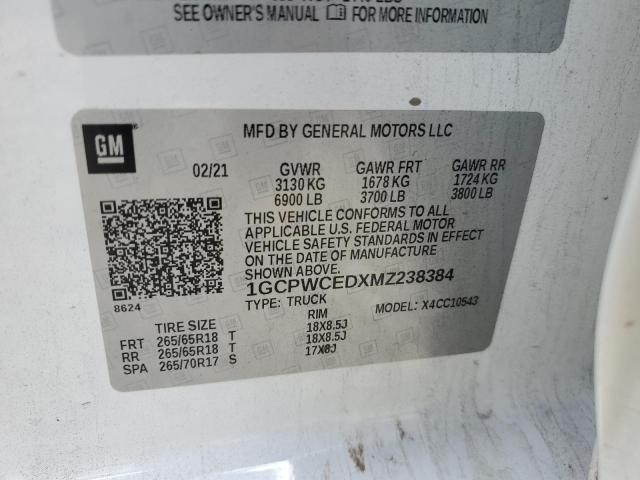 SEE OWNER'S MANUAL FOR MORE INFORMATION
GM
MFD BY GENERAL MOTORS LLC
02/21 GVWR GAWR FRT GAWR RR
3130 KG 1678 KG 1724 KG
6900 LB 3700 LB 3800 LB
THIS VEHICLE CONFORMS TO ALL
APPLICABLE U.S. FEDERAL MOTOR
VEHICLE SAFETY STANDARDS IN EFFECT
ON THE DATE OF MANUFACTURE
SHOWN ABOVE.
1GCPWCEDXMZ238384
8624
TYPE: TRUCK MODEL: X4CC10543
TIRE SIZE RIM
FRT 265/65R18 T 18X8.5J
RR 265/65R18 T 18X8.5J
SPA 265/70R17 S 17X8J